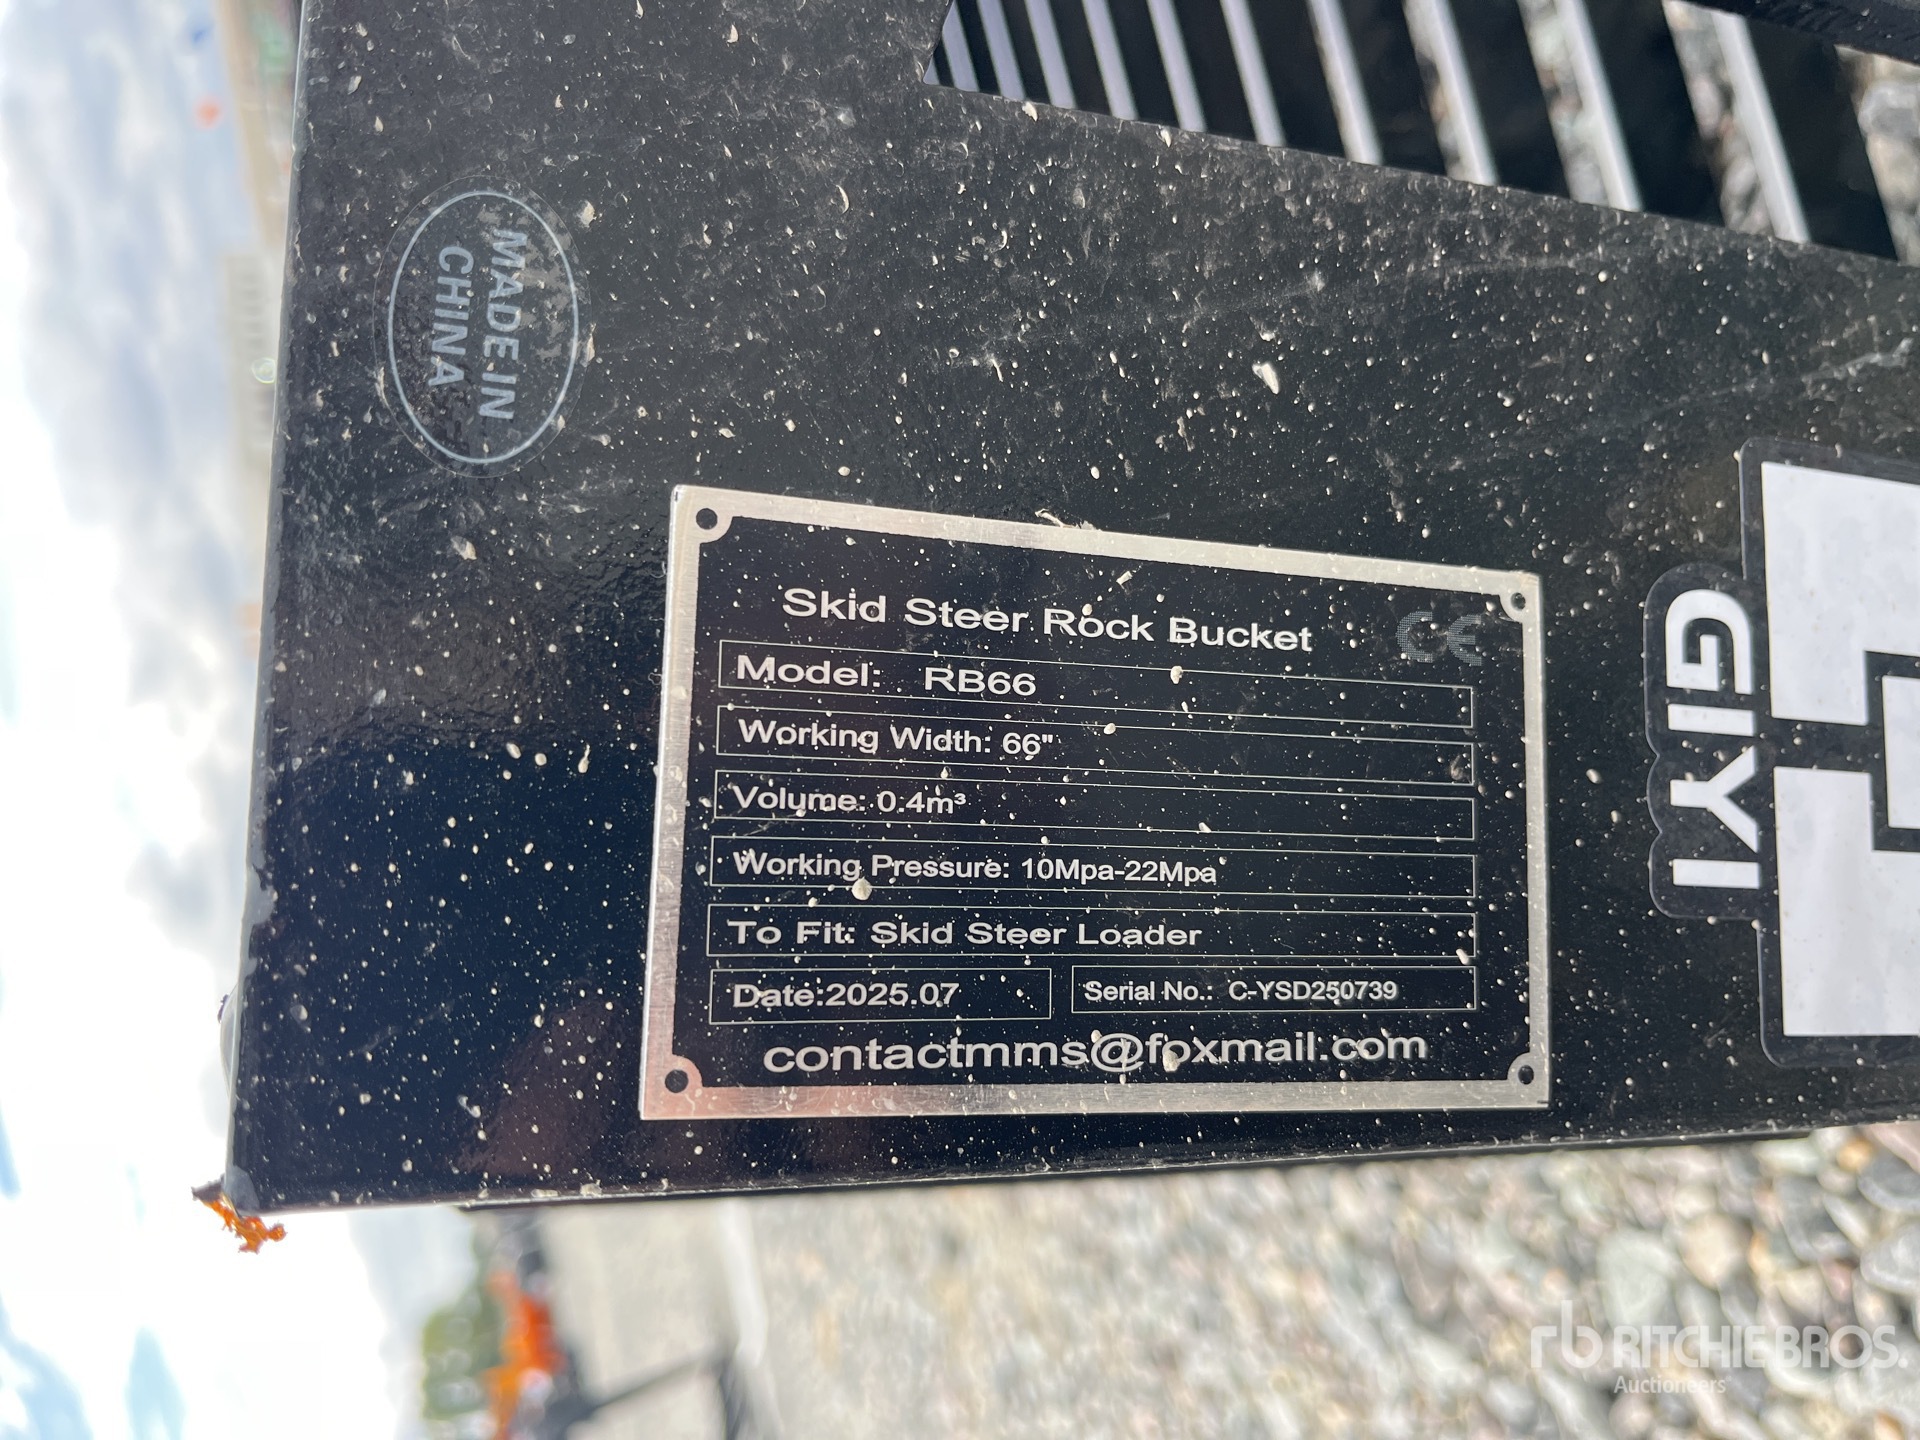 MADE IN
CHINA
Skid Steer Rock Bucket
CE
Model: RB66
Working Width: 66"
Volume: 0.4m³
Working Pressure: 10Mpa-22Mpa
To Fit: Skid Steer Loader
Date:2025.07
Serial No.: C-YSD250739
contactmms@foxmail.com
GIYI
rb RITCHIE BROS.
Auctioneers